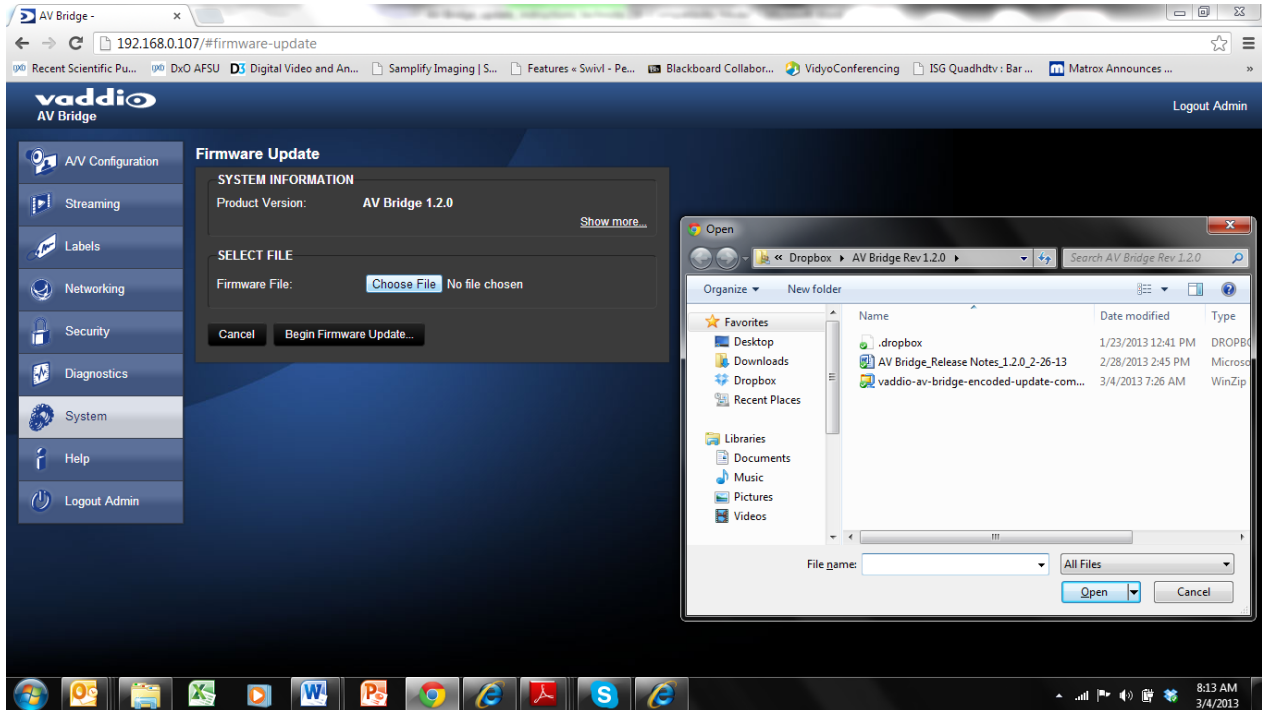 AV Bridge -
192.168.0.107/#firmware-update
Recent Scientific Pu... DxO AFSU Digital Video and An... Samplify Imaging | S... Features « Swivl - Pe... Blackboard Collabor... VidyoConferencing ISG Quadhdtv : Bar ... Matrox Announces ... »
vaddio
AV Bridge
Logout Admin
A/V Configuration
Streaming
Labels
Networking
Security
Diagnostics
System
Help
Logout Admin
Firmware Update
SYSTEM INFORMATION
Product Version: AV Bridge 1.2.0
Show more...
SELECT FILE
Firmware File: Choose File No file chosen
Cancel Begin Firmware Update...
Open
« Dropbox AV Bridge Rev 1.2.0 Search AV Bridge Rev 1.2.0
Organize New folder
Favorites
Desktop
Downloads
Dropbox
Recent Places
Libraries
Documents
Music
Pictures
Videos
Name Date modified Type
.dropbox 1/23/2013 12:41 PM DROPBO
AV Bridge_Release Notes_1.2.0_2-26-13 2/28/2013 2:45 PM Microso
vaddio-av-bridge-encoded-update-com... 3/4/2013 7:26 AM WinZip
File name: All Files
Open Cancel
8:13 AM
3/4/2013